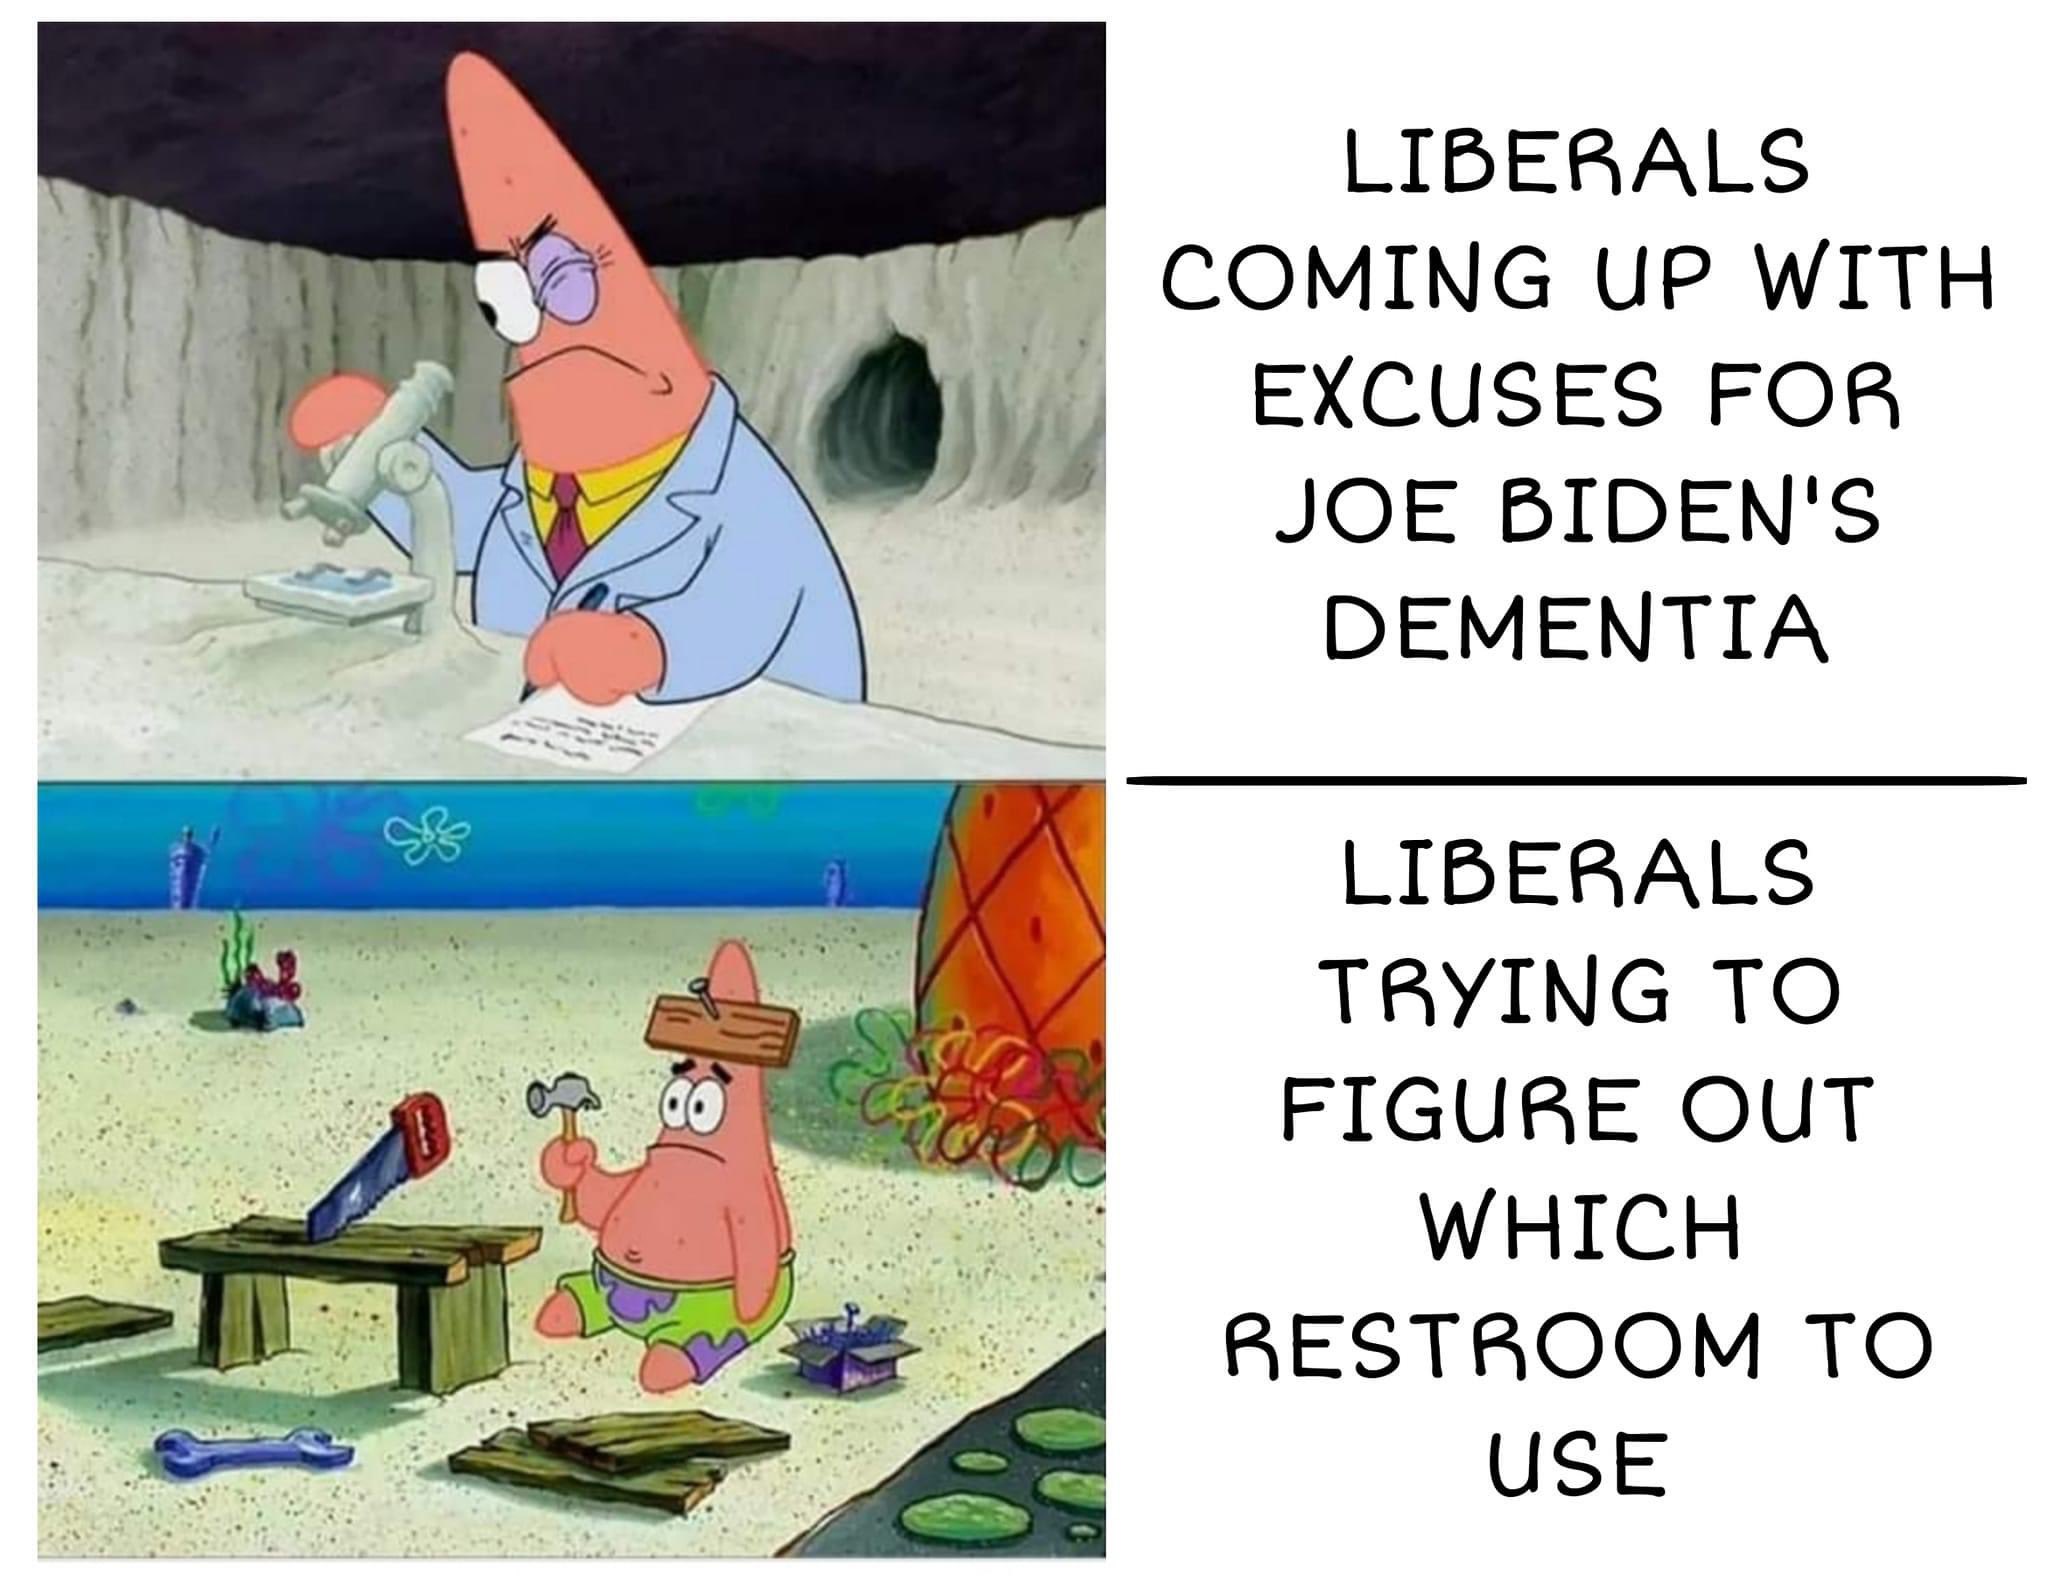 LIBERALS
COMING UP WITH
EXCUSES FOR
JOE BIDEN'S
DEMENTIA
LIBERALS
TRYING TO
FIGURE OUT
WHICH
RESTROOM TO
USE